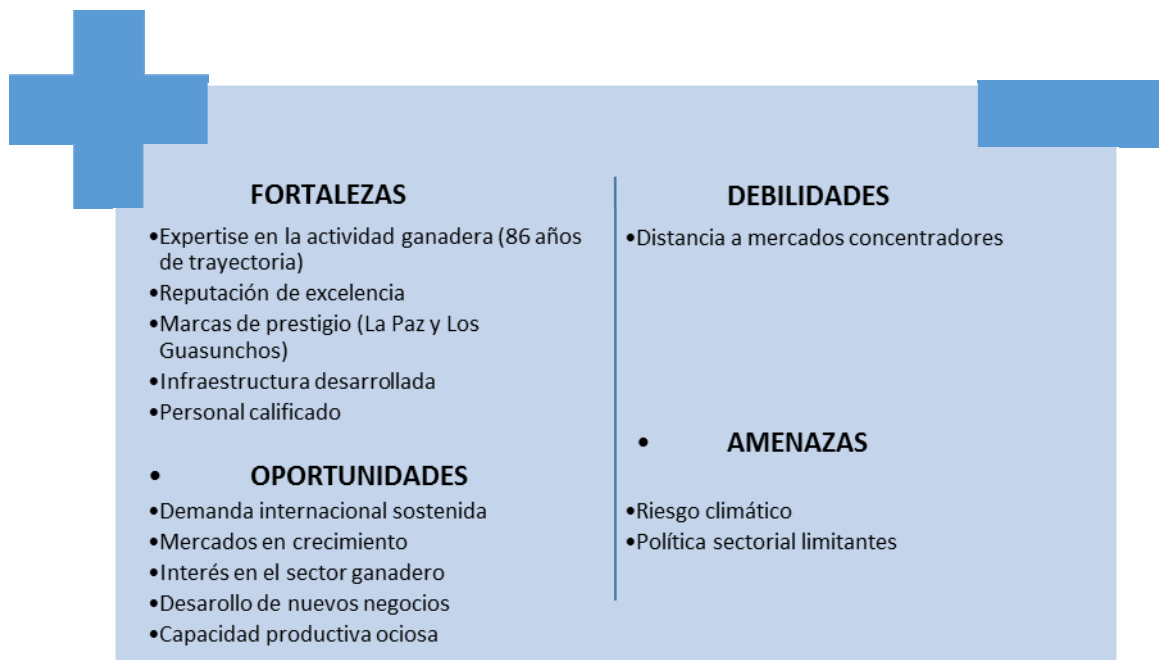 FORTALEZAS
•Expertise en la actividad ganadera (86 años
de trayectoria)
•Reputación de excelencia
•Marcas de prestigio (La Paz y Los
Guasunchos)
•Infraestructura desarrollada
•Personal calificado
• OPORTUNIDADES
•Demanda internacional sostenida
•Mercados en crecimiento
•Interés en el sector ganadero
•Desarollo de nuevos negocios
•Capacidad productiva ociosa
DEBILIDADES
•Distancia a mercados concentradores
• AMENAZAS
•Riesgo climático
•Política sectorial limitantes